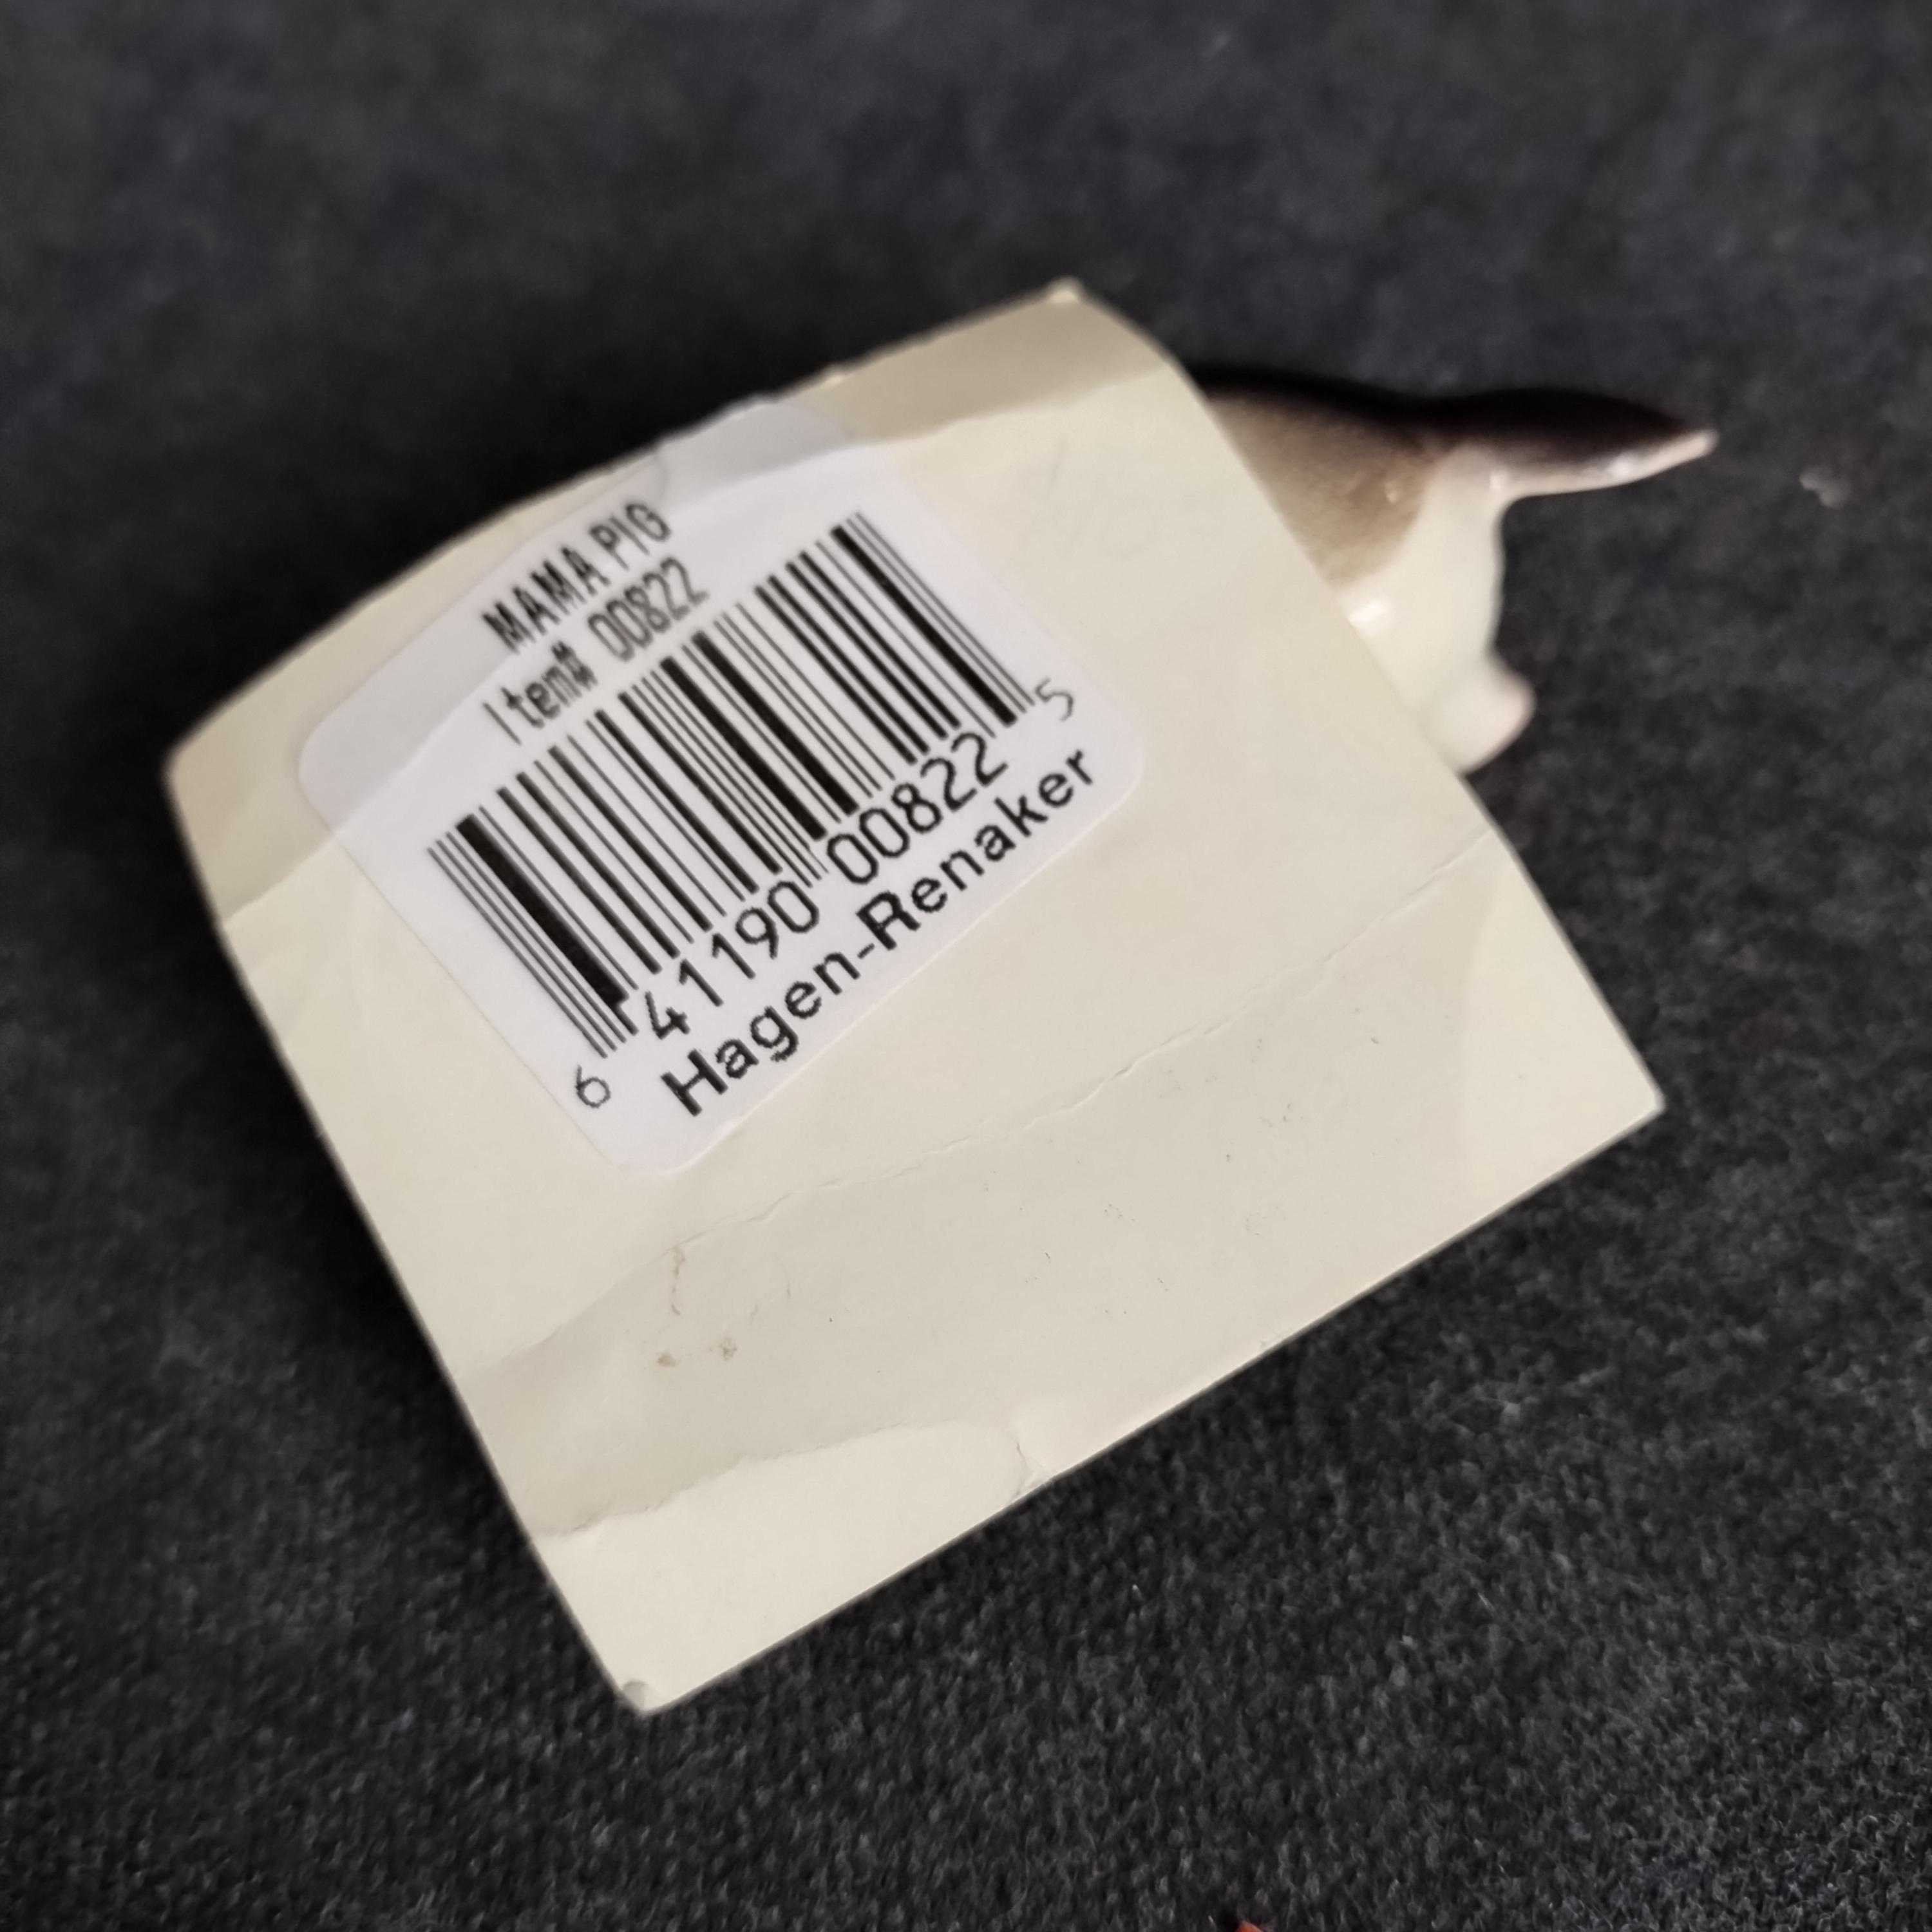 MAMA PIG
Item# 00822
6 41190 00822 5
Hagen-Renaker